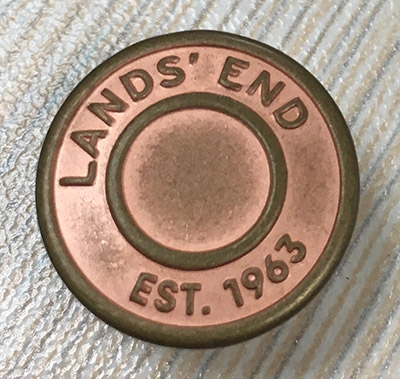 LANDS' END
EST. 1963